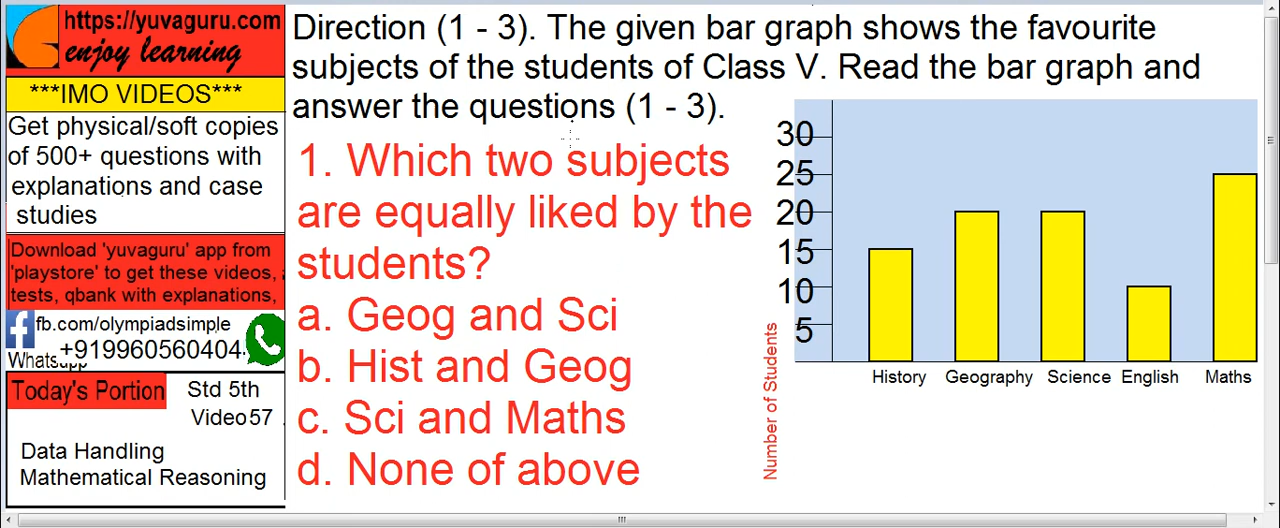 https://yuvaguru.com
enjoy learning
***IMO VIDEOS***
Get physical/soft copies
of 500+ questions with
explanations and case
studies
Download 'yuvaguru' app from
'playstore' to get these videos,
tests, qbank with explanations,
fb.com/olympiadsimple
Whatsupp +919960560404.
Today's Portion Std 5th
Video 57
Data Handling
Mathematical Reasoning
Direction (1 - 3). The given bar graph shows the favourite
subjects of the students of Class V. Read the bar graph and
answer the questions (1 - 3).
1. Which two subjects
are equally liked by the
students?
a. Geog and Sci
b. Hist and Geog
c. Sci and Maths
d. None of above
30
25
20
15
10
5
Number of Students
History Geography Science English Maths